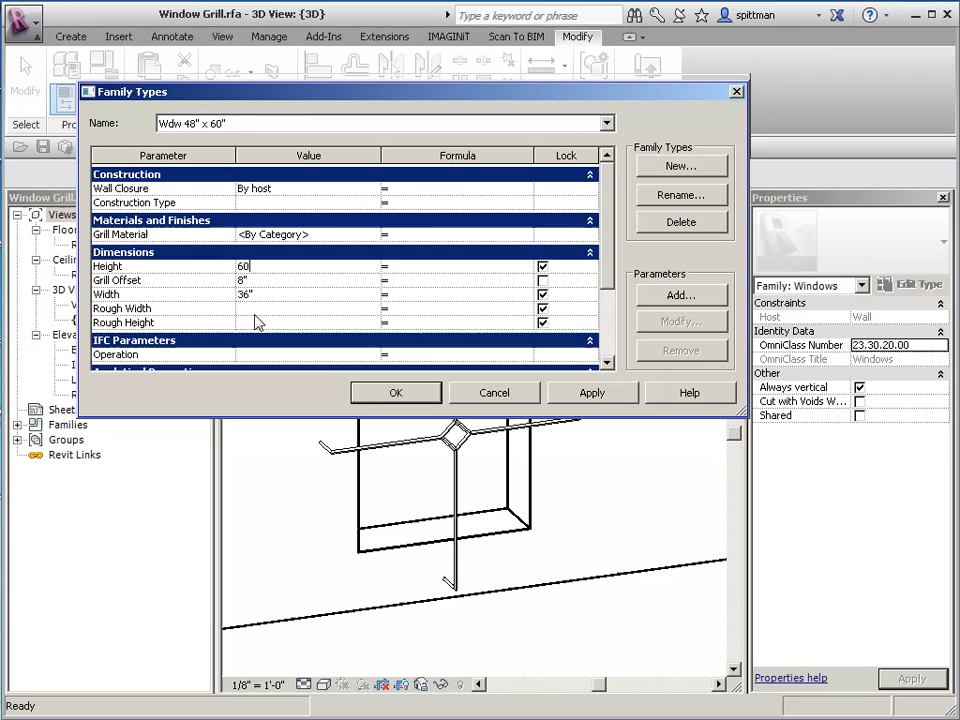 Window Grill.rfa - 3D View: {3D}
Type a keyword or phrase
spittman
Create Insert Annotate View Manage Add-Ins Extensions IMAGINiT Scan To BIM Modify
Modify
Cut
Select
Family Types
Name: Wdw 48" x 60"
Parameter Value Formula Lock
Construction
Wall Closure By host =
Construction Type =
Materials and Finishes
Grill Material <By Category> =
Dimensions
Height 60 =
Grill Offset 8" =
Width 36" =
Rough Width =
Rough Height =
IFC Parameters
Operation =
Family Types
New...
Rename...
Delete
Parameters
Add...
Modify...
Remove
OK Cancel Apply Help
Window Grill.
Views
3D V
Sheet
Families
Groups
Revit Links
Properties
Family: Windows
Edit Type
Constraints
Host Wall
Identity Data
OmniClass Number 23.30.20.00
OmniClass Title Windows
Other
Always vertical
Cut with Voids W...
Shared
Properties help
Apply
1/8" = 1'-0"
Ready